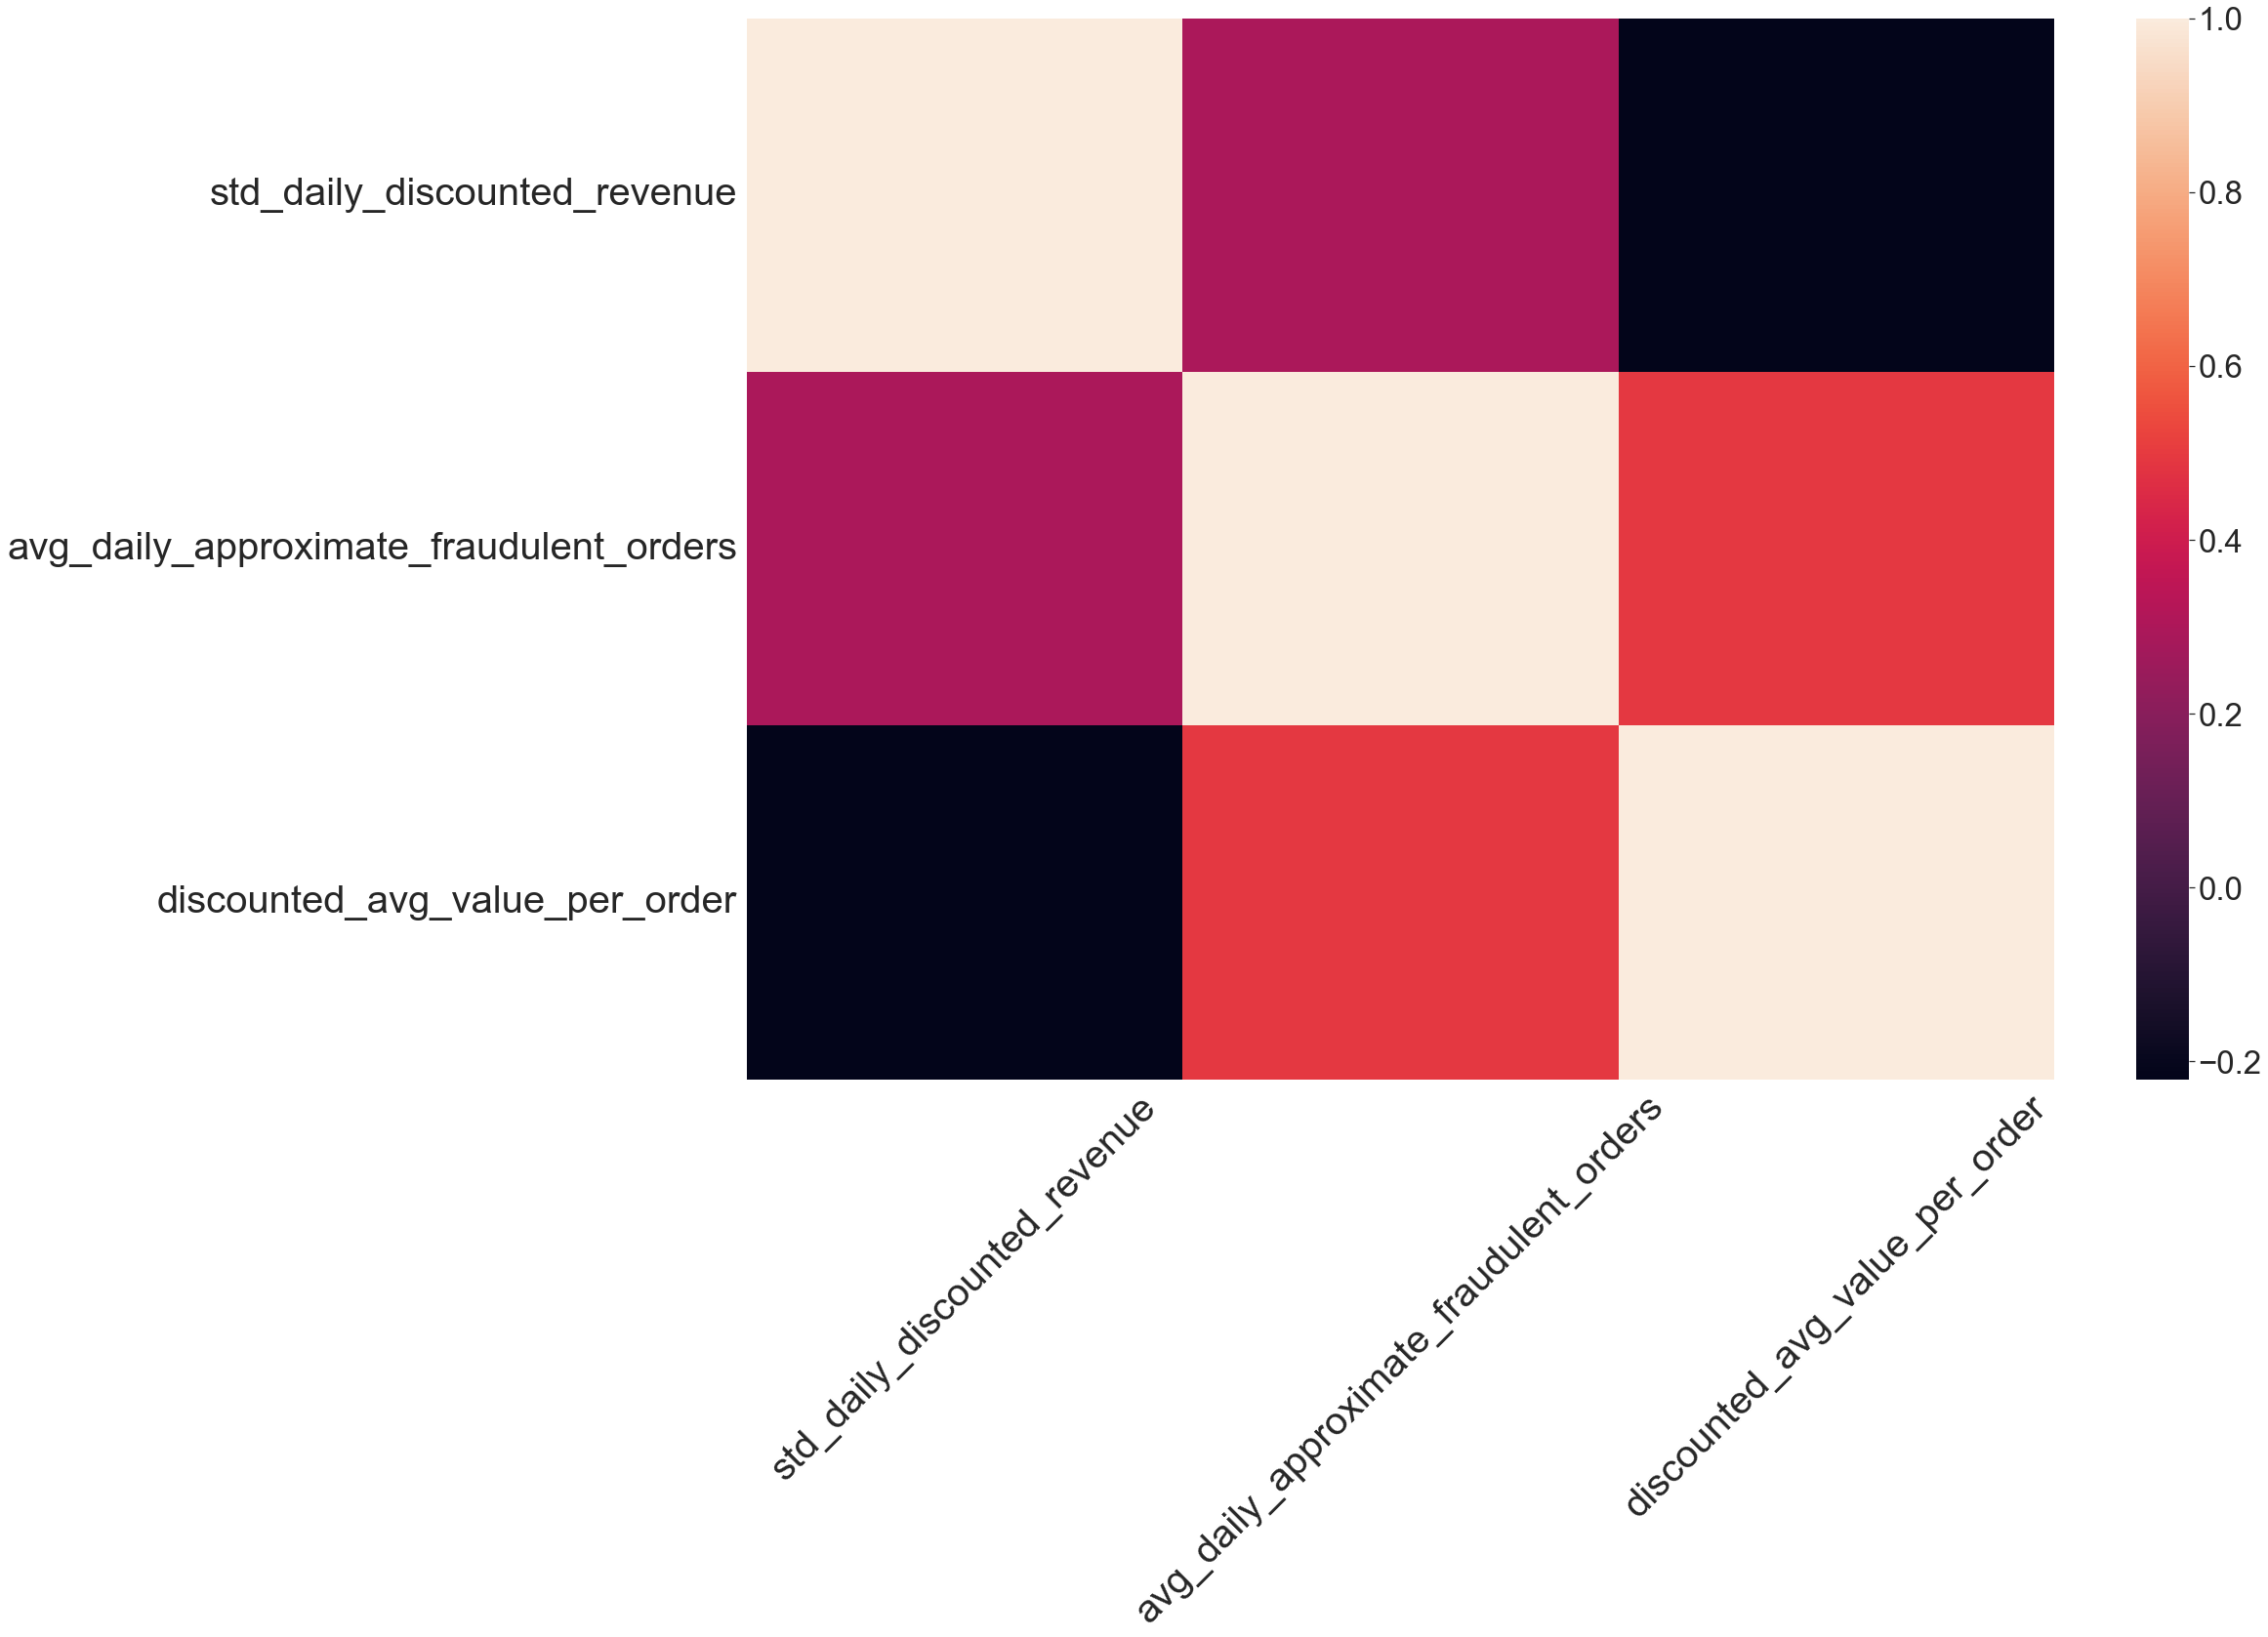 std_daily_discounted_revenue
avg_daily_approximate_fraudulent_orders
discounted_avg_value_per_order
std_daily_discounted_revenue
avg_daily_approximate_fraudulent_orders
discounted_avg_value_per_order
1.0
0.8
0.6
0.4
0.2
0.0
−0.2